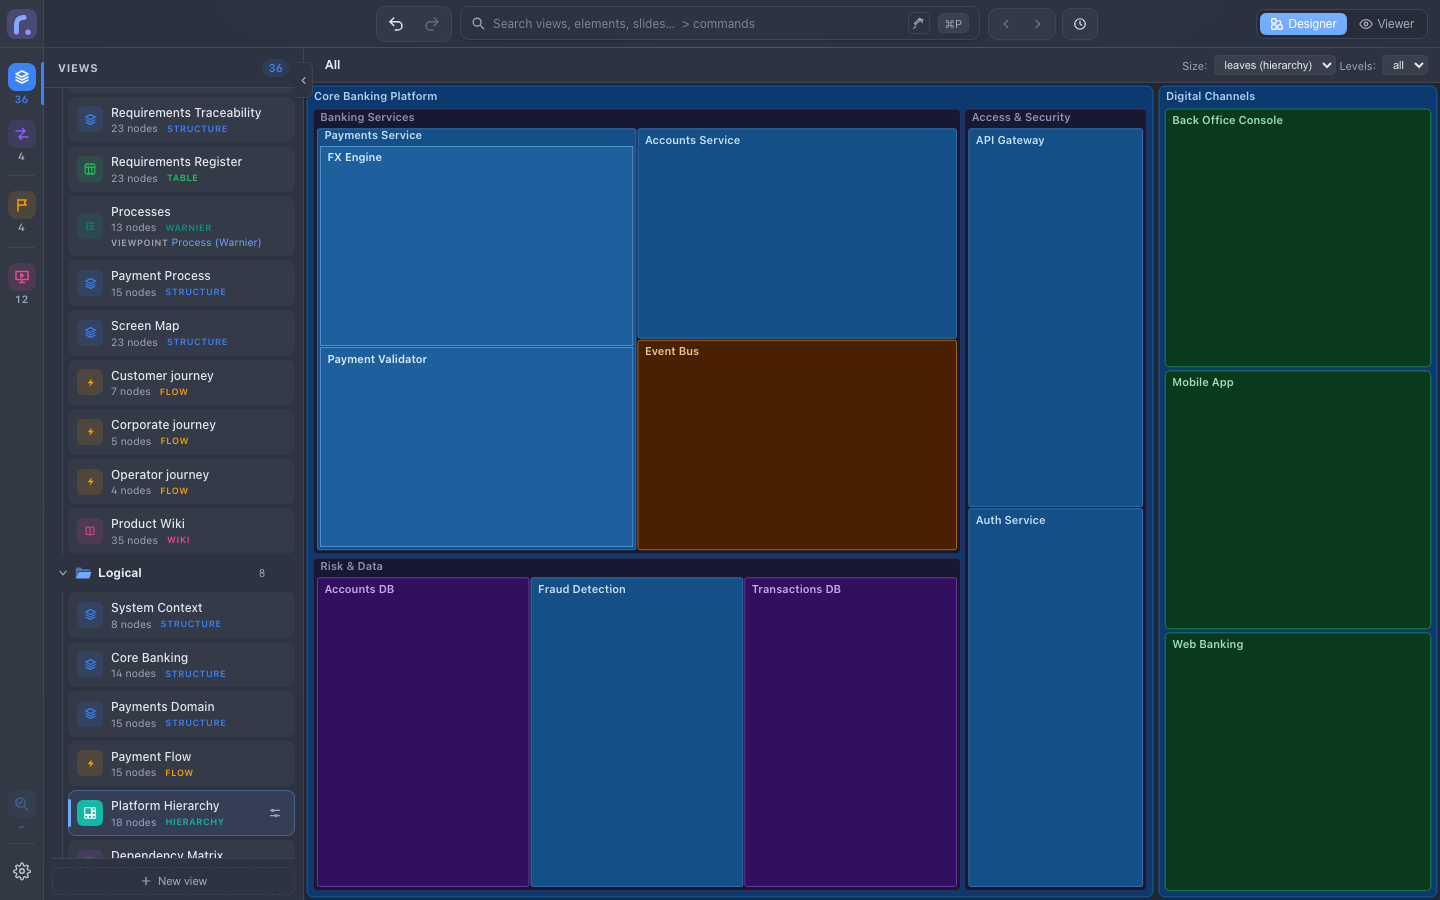 Search views, elements, slides... > commands
⌘P
Designer
Viewer
36
4
4
12
–
VIEWS
36
Requirements Traceability
23 nodes STRUCTURE
Requirements Register
23 nodes TABLE
Processes
13 nodes WARNIER
VIEWPOINT Process (Warnier)
Payment Process
15 nodes STRUCTURE
Screen Map
23 nodes STRUCTURE
Customer journey
7 nodes FLOW
Corporate journey
5 nodes FLOW
Operator journey
4 nodes FLOW
Product Wiki
35 nodes WIKI
Logical 8
System Context
8 nodes STRUCTURE
Core Banking
14 nodes STRUCTURE
Payments Domain
15 nodes STRUCTURE
Payment Flow
15 nodes FLOW
Platform Hierarchy
18 nodes HIERARCHY
Dependency Matrix
New view
All
Size: leaves (hierarchy) Levels: all
Core Banking Platform
Banking Services
Payments Service
FX Engine
Payment Validator
Accounts Service
Event Bus
Risk & Data
Accounts DB
Fraud Detection
Transactions DB
Access & Security
API Gateway
Auth Service
Digital Channels
Back Office Console
Mobile App
Web Banking